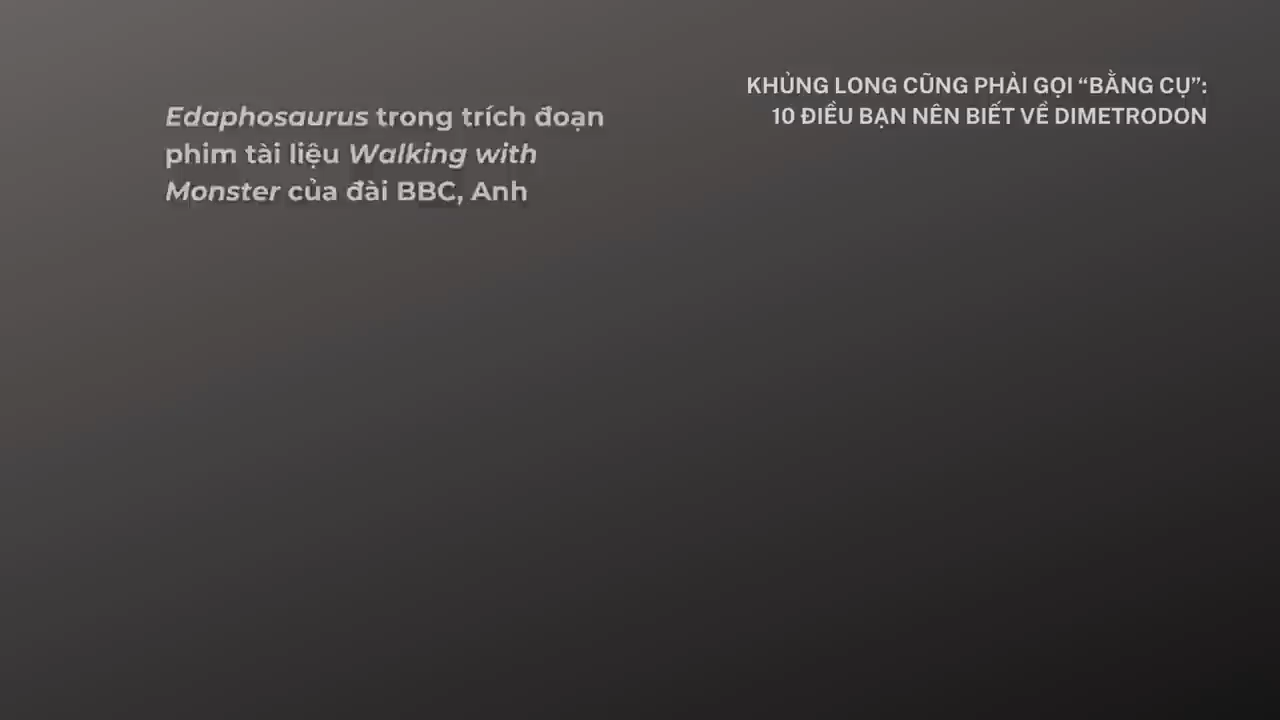 Edaphosaurus trong trích đoạn
phim tài liệu Walking with
Monster của đài BBC, Anh
KHỦNG LONG CŨNG PHẢI GỌI “BẰNG CỤ”:
10 ĐIỀU BẠN NÊN BIẾT VỀ DIMETRODON